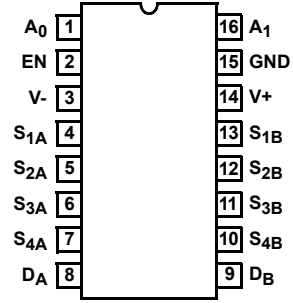 A0 1 16 A1
EN 2 15 GND
V- 3 14 V+
S1A 4 13 S1B
S2A 5 12 S2B
S3A 6 11 S3B
S4A 7 10 S4B
DA 8 9 DB